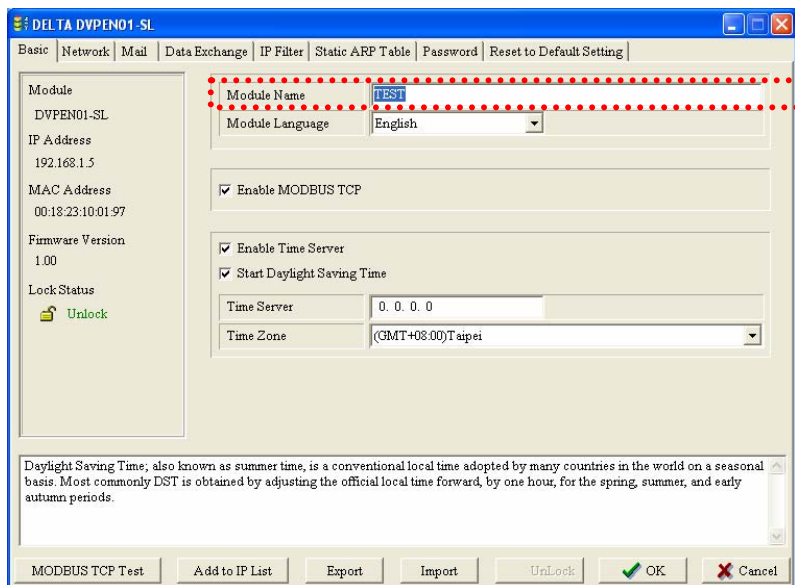 DELTA DVPEN01-SL
Basic Network Mail Data Exchange IP Filter Static ARP Table Password Reset to Default Setting
Module
DVPEN01-SL
IP Address
192.168.1.5
MAC Address
00:18:23:10:01:97
Firmware Version
1.00
Lock Status
Unlock
Module Name TEST
Module Language English
Enable MODBUS TCP
Enable Time Server
Start Daylight Saving Time
Time Server 0. 0. 0. 0
Time Zone (GMT+08:00)Taipei
Daylight Saving Time; also known as summer time, is a conventional local time adopted by many countries in the world on a seasonal
basis. Most commonly DST is obtained by adjusting the official local time forward, by one hour, for the spring, summer, and early
autumn periods.
MODBUS TCP Test Add to IP List Export Import UnLock OK Cancel